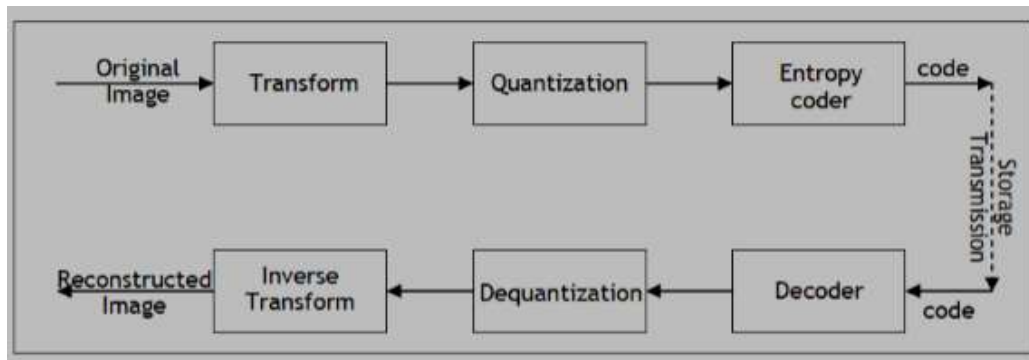 Original
Image
Transform
Quantization
Entropy
coder
code
Storage
Transmission
Reconstructed
Image
Inverse
Transform
Dequantization
Decoder
code